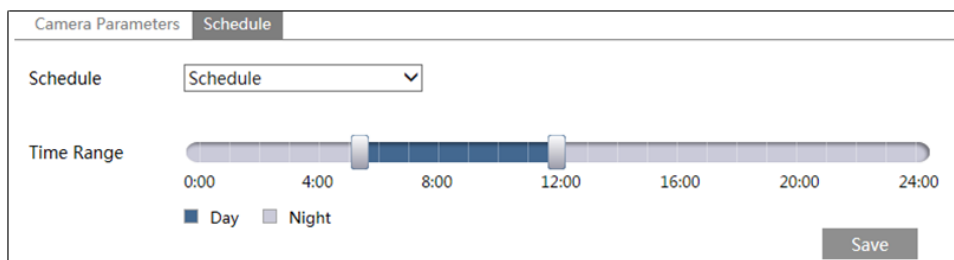 Camera Parameters Schedule
Schedule Schedule
Time Range
0:00 4:00 8:00 12:00 16:00 20:00 24:00
Day Night
Save